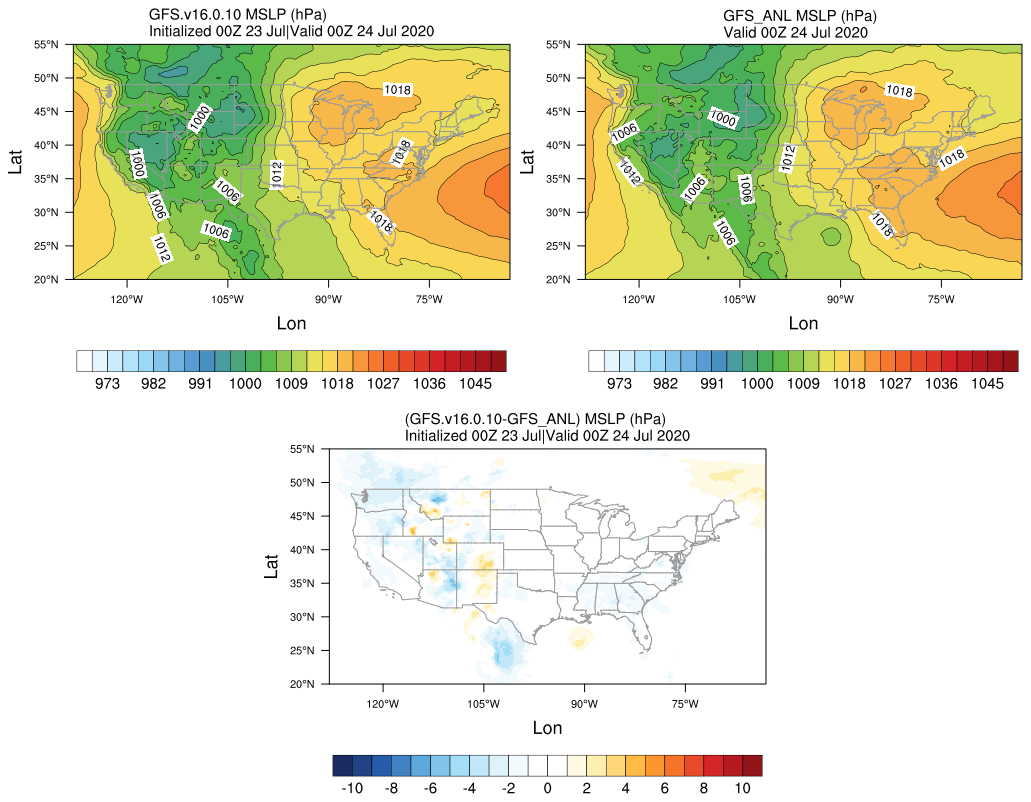 GFS.v16.0.10 MSLP (hPa)
Initialized 00Z 23 Jul|Valid 00Z 24 Jul 2020
55°N
50°N
45°N
40°N
35°N
30°N
25°N
20°N
Lat
1018
1000
1018
1000
1012
1006
1006
1018
1006
1012
120°W
105°W
90°W
75°W
Lon
973
982
991
1000
1009
1018
1027
1036
1045
GFS_ANL MSLP (hPa)
Valid 00Z 24 Jul 2020
55°N
50°N
45°N
40°N
35°N
30°N
25°N
20°N
Lat
1018
1000
1006
1012
1018
1012
1006
1006
1018
1006
120°W
105°W
90°W
75°W
Lon
973
982
991
1000
1009
1018
1027
1036
1045
(GFS.v16.0.10-GFS_ANL) MSLP (hPa)
Initialized 00Z 23 Jul|Valid 00Z 24 Jul 2020
55°N
50°N
45°N
40°N
35°N
30°N
25°N
20°N
Lat
120°W
105°W
90°W
75°W
Lon
-10
-8
-6
-4
-2
0
2
4
6
8
10